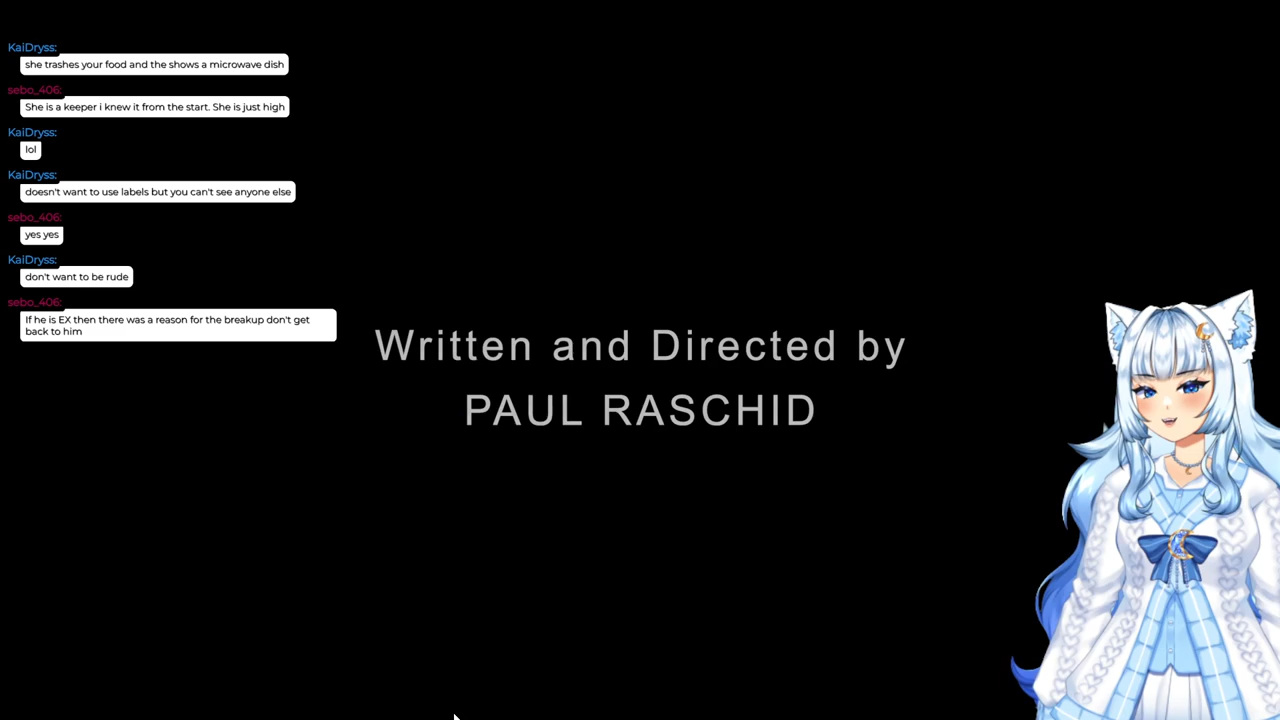 KaiDryss:
she trashes your food and the shows a microwave dish
sebo_406:
She is a keeper i knew it from the start. She is just high
KaiDryss:
lol
KaiDryss:
doesn't want to use labels but you can't see anyone else
sebo_406:
yes yes
KaiDryss:
don't want to be rude
sebo_406:
If he is EX then there was a reason for the breakup don't get
back to him
Written and Directed by
PAUL RASCHID